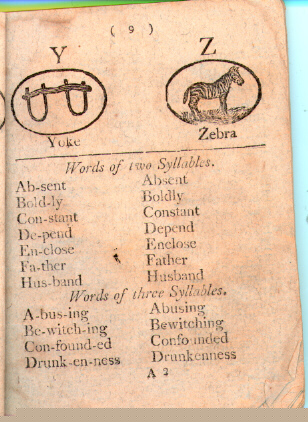 ( 9 )
Y Z
Yoke Zebra
Words of two Syllables.
Ab-sent Absent
Bold-ly Boldly
Con-stant Constant
De-pend Depend
En-close Enclose
Fa-ther Father
Hus-band Husband
Words of three Syllables.
A-bus-ing Abusing
Be-witch-ing Bewitching
Con-found-ed Confounded
Drunk-en-ness Drunkenness
A 3